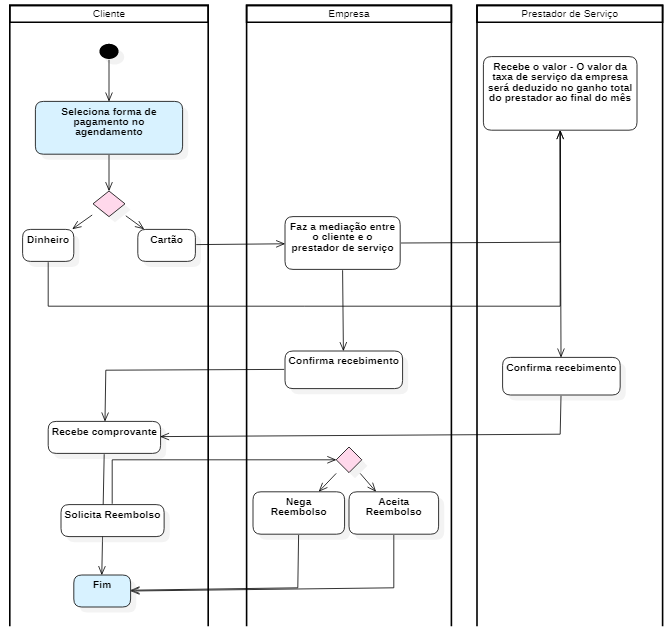 Cliente
Empresa
Prestador de Serviço
Recebe o valor - O valor da
taxa de serviço da empresa
será deduzido no ganho total
do prestador ao final do mês
Seleciona forma de
pagamento no
agendamento
Dinheiro
Cartão
Faz a mediação entre
o cliente e o
prestador de serviço
Confirma recebimento
Confirma recebimento
Recebe comprovante
Solicita Reembolso
Nega
Reembolso
Aceita
Reembolso
Fim